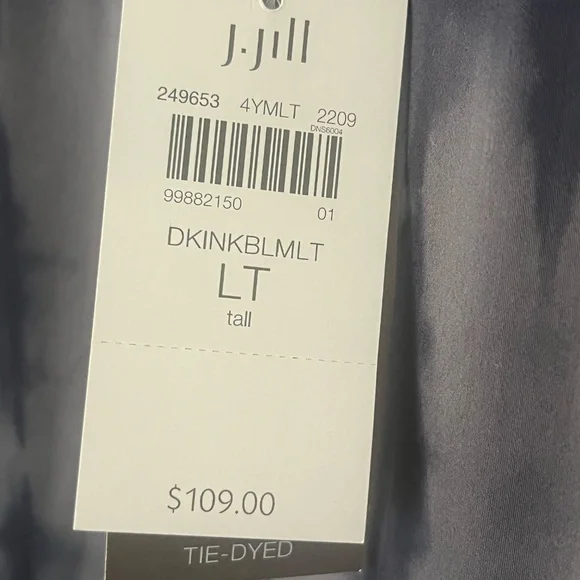 J.Jill
249653 4YMLT 2209
DNS6004
99882150 01
DKINKBLMLT
LT
tall
$109.00
TIE-DYED